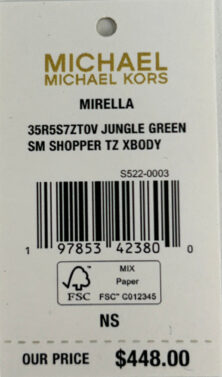 MICHAEL
MICHAEL KORS
MIRELLA
35R5S7ZT0V JUNGLE GREEN
SM SHOPPER TZ XBODY
S522-0003
1 97853 42380 0
MIX
Paper
FSC
FSC™ C012345
NS
OUR PRICE $448.00